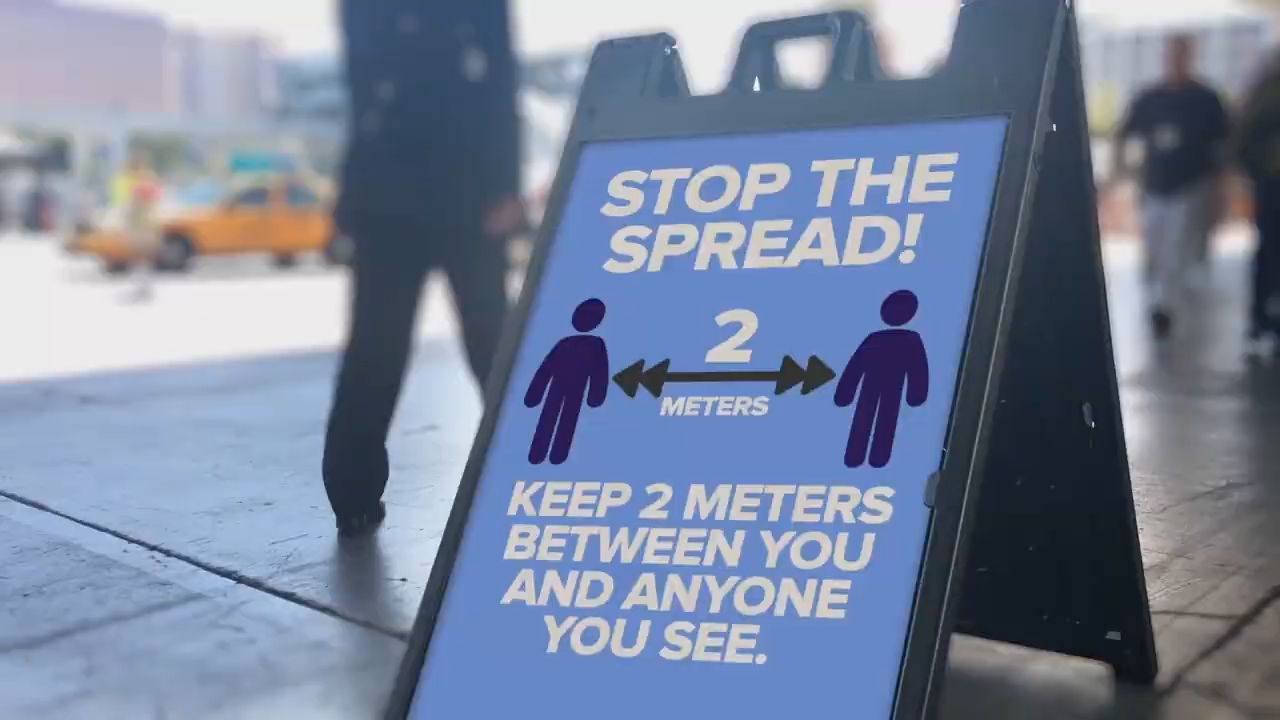 STOP THE
SPREAD!
2
METERS
KEEP 2 METERS
BETWEEN YOU
AND ANYONE
YOU SEE.